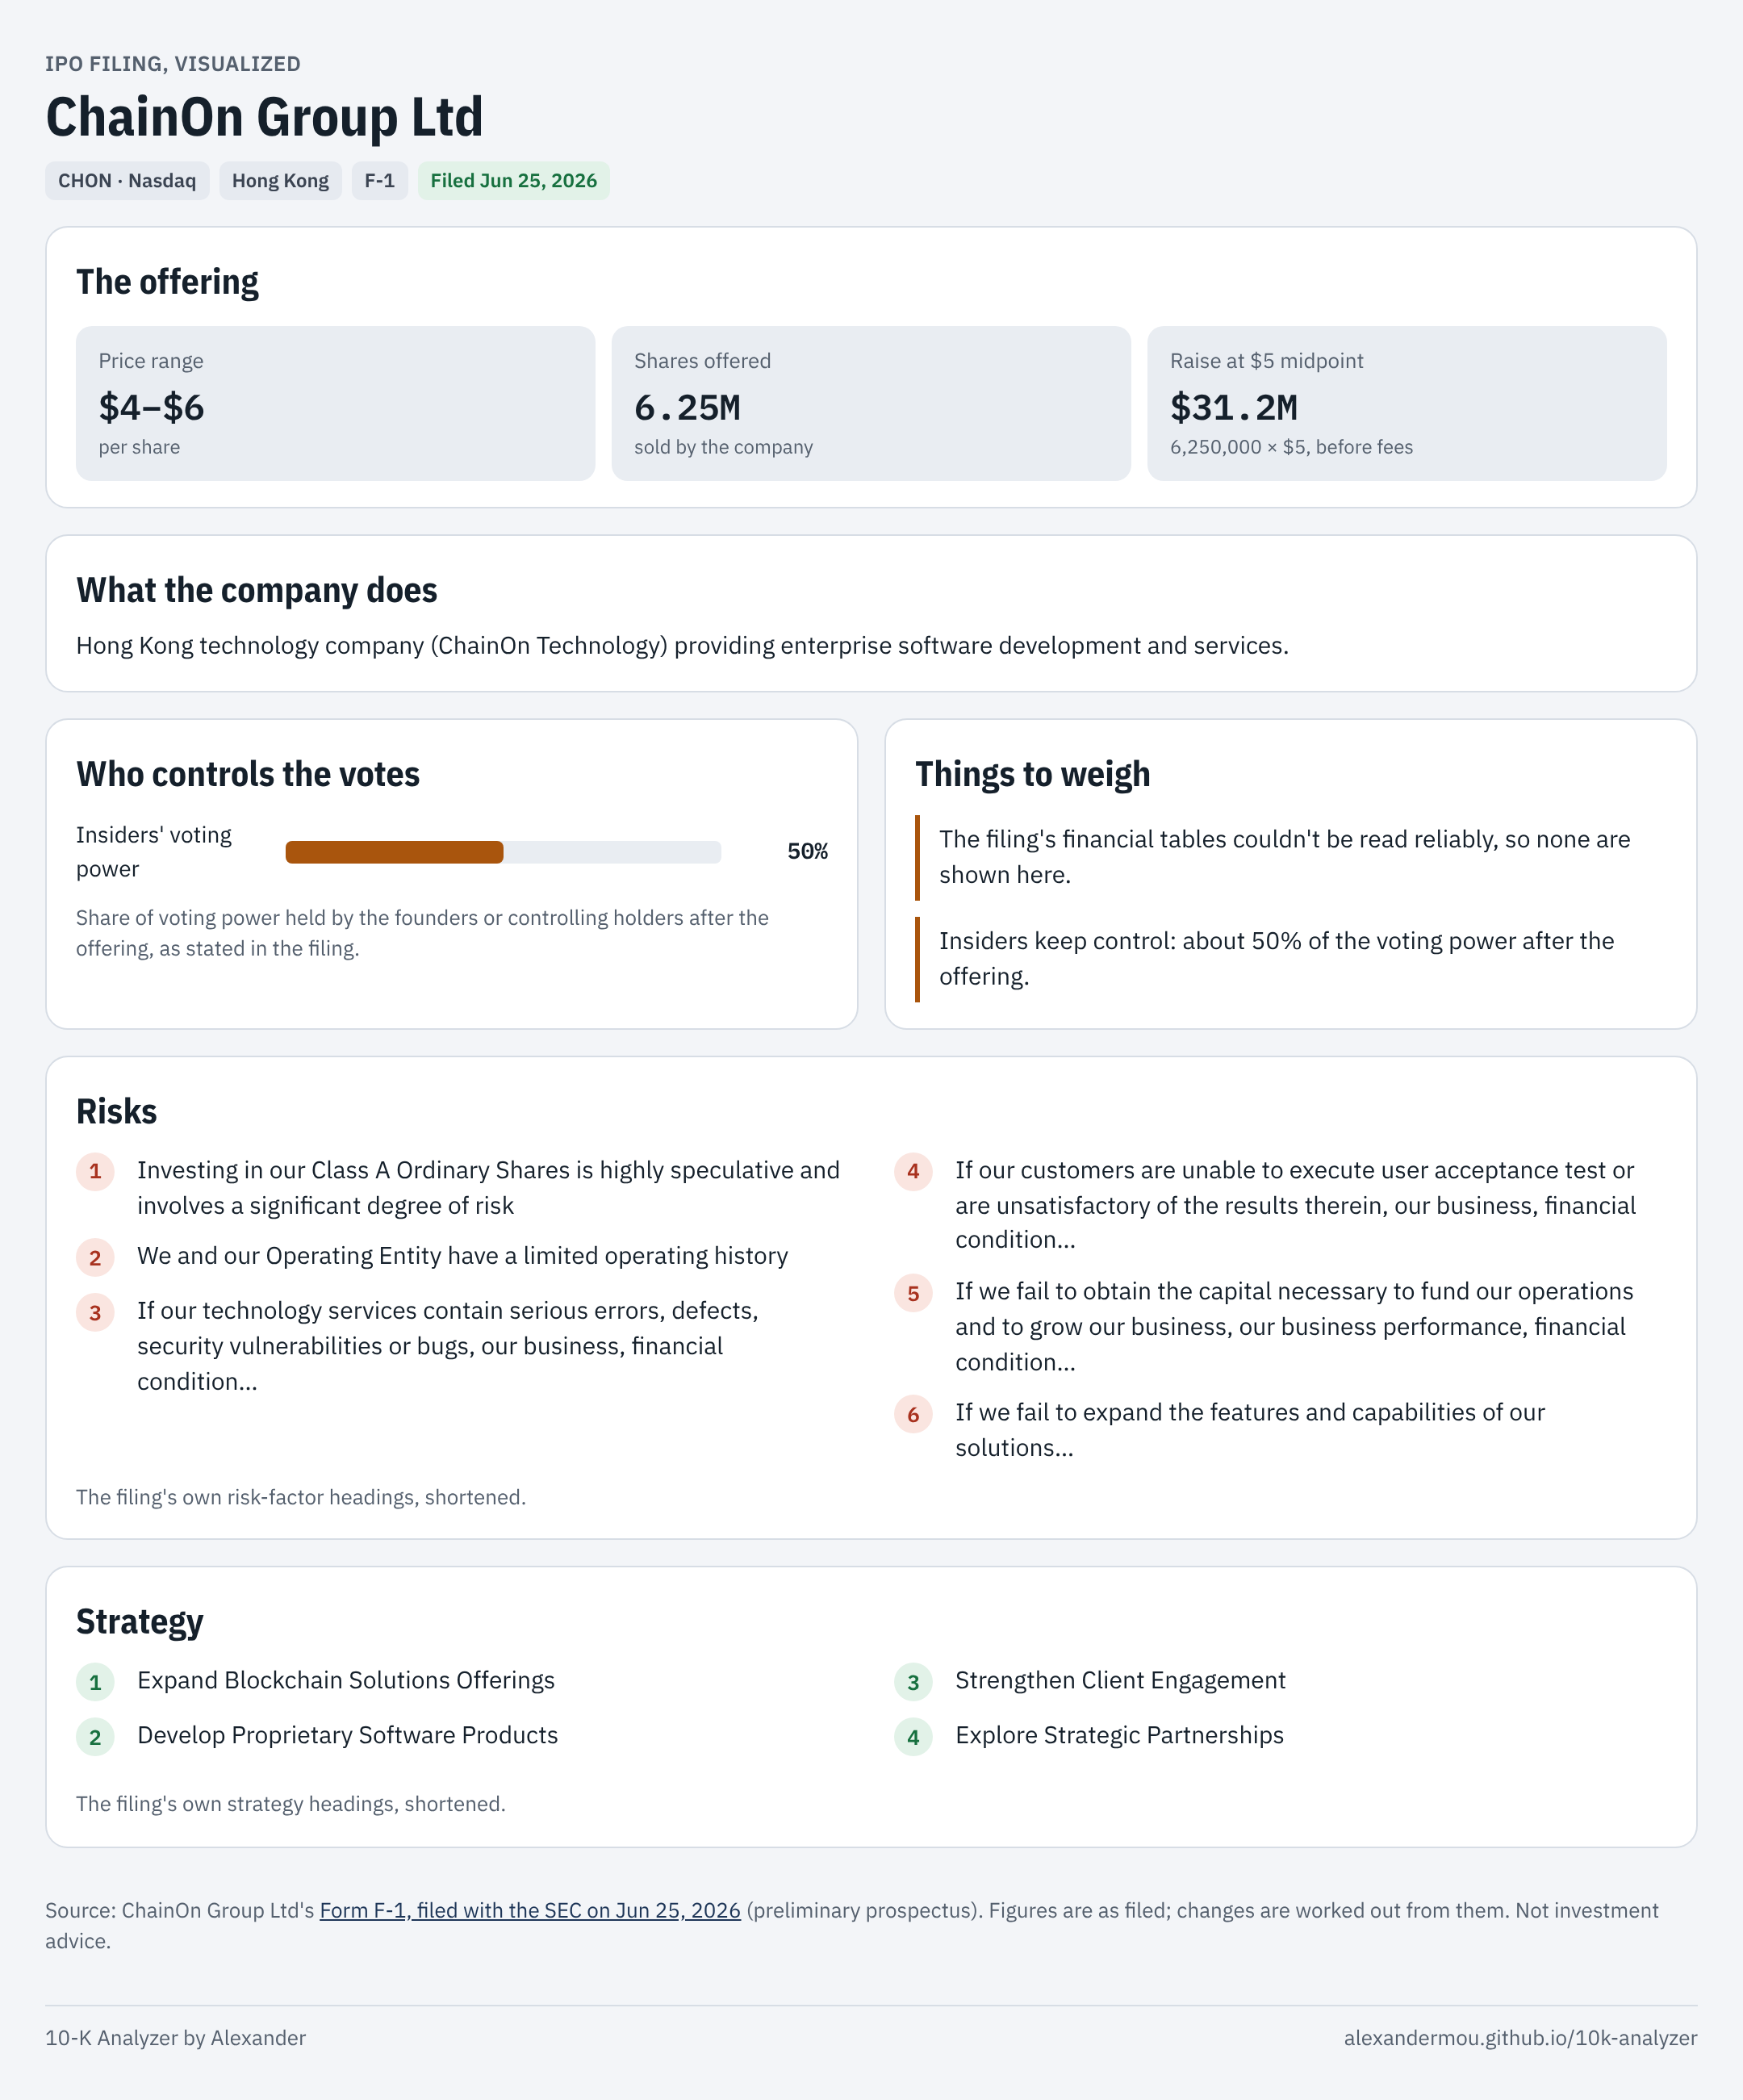 IPO FILING, VISUALIZED
ChainOn Group Ltd
CHON · Nasdaq
Hong Kong
F-1
Filed Jun 25, 2026
The offering
Price range
$4–$6
per share
Shares offered
6.25M
sold by the company
Raise at $5 midpoint
$31.2M
6,250,000 × $5, before fees
What the company does
Hong Kong technology company (ChainOn Technology) providing enterprise software development and services.
Who controls the votes
Insiders' voting
power
50%
Share of voting power held by the founders or controlling holders after the
offering, as stated in the filing.
Things to weigh
The filing's financial tables couldn't be read reliably, so none are
shown here.
Insiders keep control: about 50% of the voting power after the
offering.
Risks
1
Investing in our Class A Ordinary Shares is highly speculative and
involves a significant degree of risk
2
We and our Operating Entity have a limited operating history
3
If our technology services contain serious errors, defects,
security vulnerabilities or bugs, our business, financial
condition...
4
If our customers are unable to execute user acceptance test or
are unsatisfactory of the results therein, our business, financial
condition...
5
If we fail to obtain the capital necessary to fund our operations
and to grow our business, our business performance, financial
condition...
6
If we fail to expand the features and capabilities of our
solutions...
The filing's own risk-factor headings, shortened.
Strategy
1
Expand Blockchain Solutions Offerings
2
Develop Proprietary Software Products
3
Strengthen Client Engagement
4
Explore Strategic Partnerships
The filing's own strategy headings, shortened.
Source: ChainOn Group Ltd's Form F-1, filed with the SEC on Jun 25, 2026 (preliminary prospectus). Figures are as filed; changes are worked out from them. Not investment
advice.
10-K Analyzer by Alexander
alexandermou.github.io/10k-analyzer